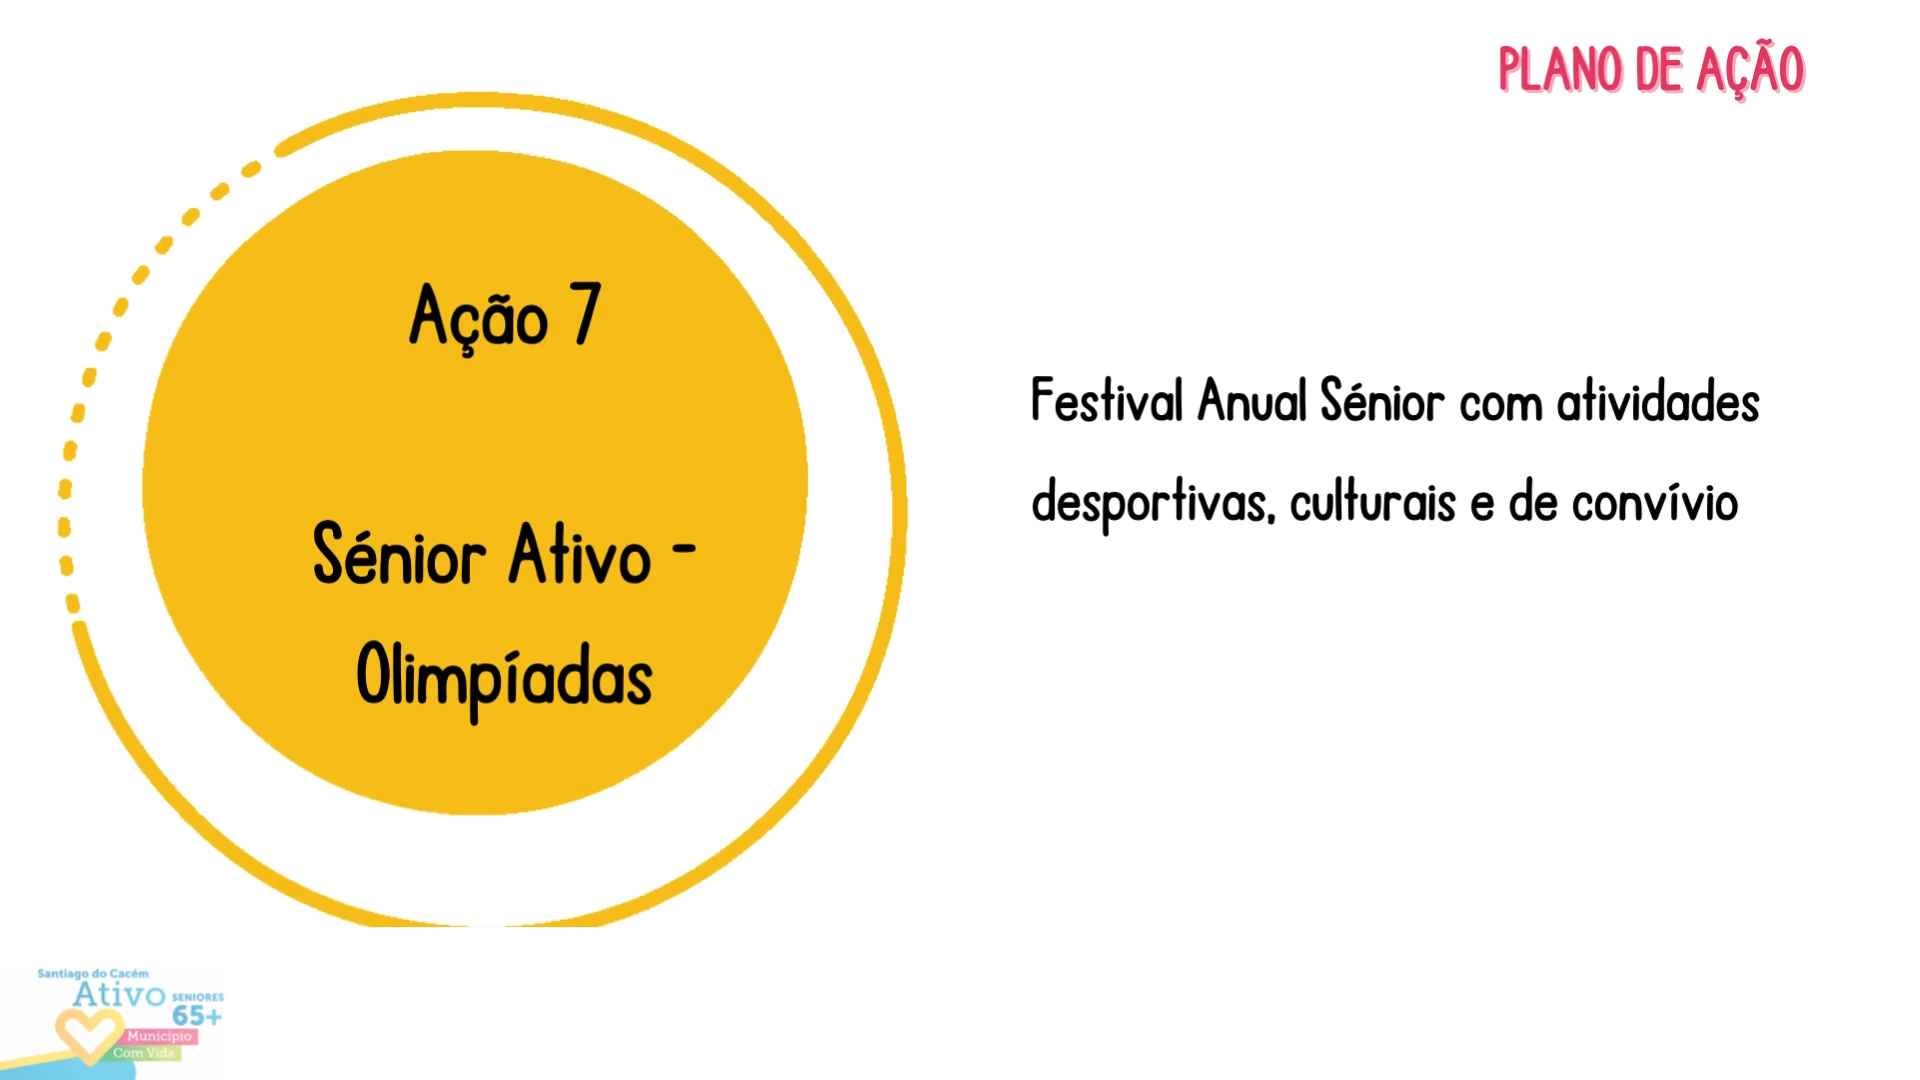 PLANO DE AÇÃO
Ação 7
Sénior Ativo -
Olimpíadas
Festival Anual Sénior com atividades
desportivas, culturais e de convívio
Santiago do Cacém
Ativo SENIORES
65+
Município
Com Vida